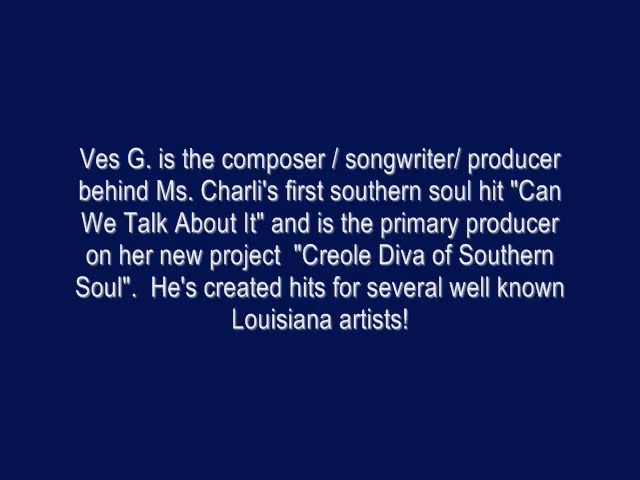 Ves G. is the composer / songwriter/ producer
behind Ms. Charli's first southern soul hit "Can
We Talk About It" and is the primary producer
on her new project  "Creole Diva of Southern
Soul".  He's created hits for several well known
Louisiana artists!